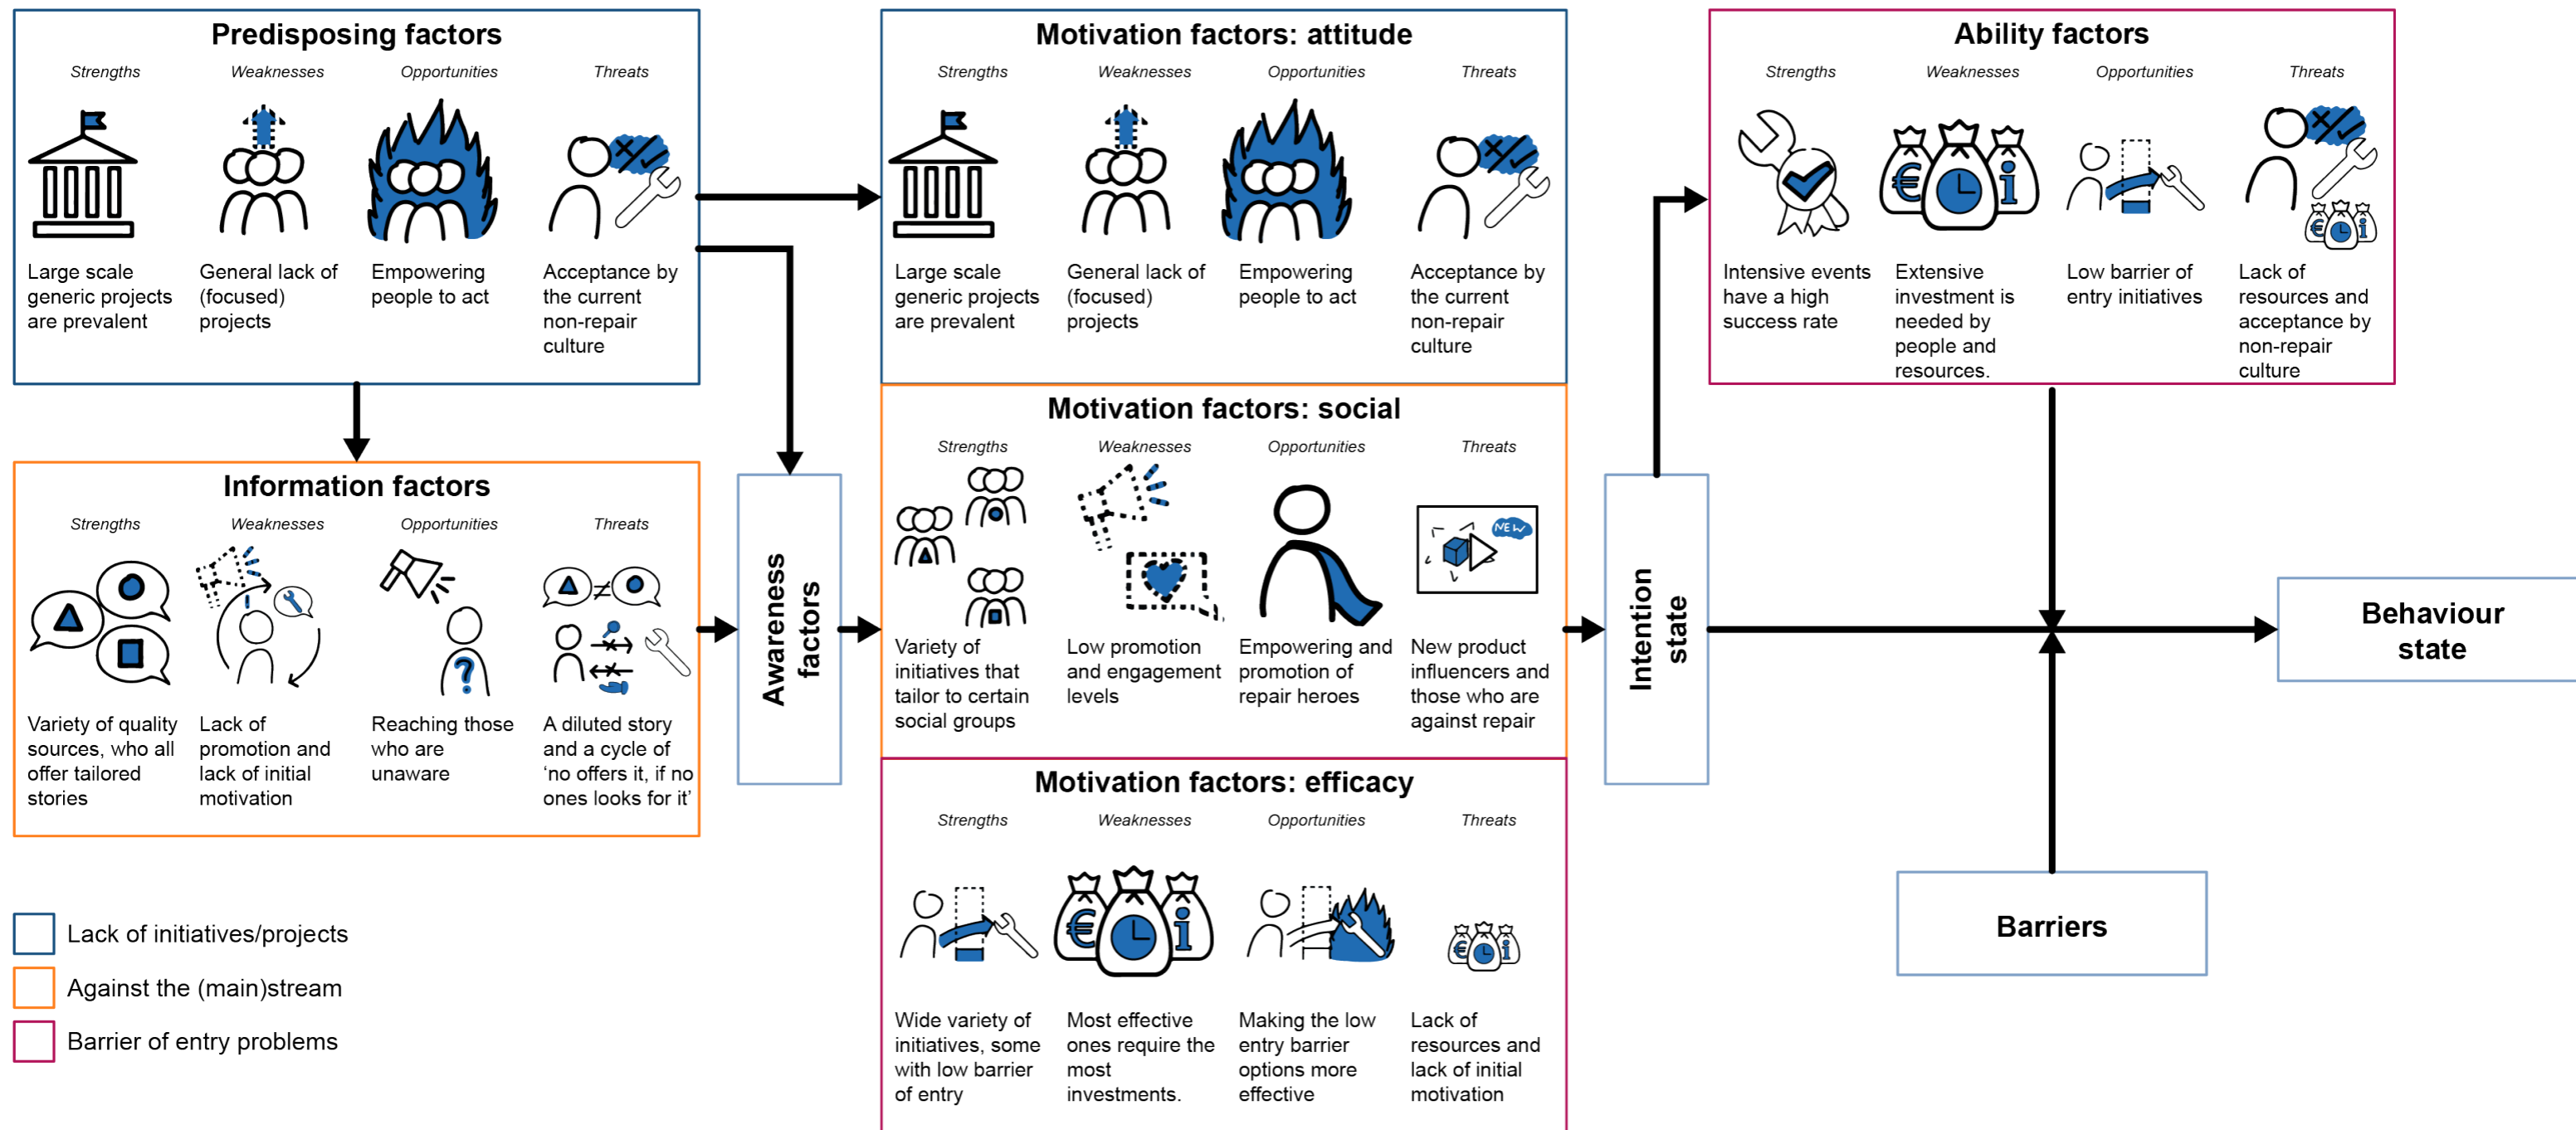 Predisposing factors
Strengths
Weaknesses
Opportunities
Threats
Large scale
generic projects
are prevalent
General lack of
(focused)
projects
Empowering
people to act
Acceptance by
the current
non-repair
culture
Motivation factors: attitude
Strengths
Weaknesses
Opportunities
Threats
Large scale
generic projects
are prevalent
General lack of
(focused)
projects
Empowering
people to act
Acceptance by
the current
non-repair
culture
Ability factors
Strengths
Weaknesses
Opportunities
Threats
€
i
€
i
Intensive events
have a high
success rate
Extensive
investment is
needed by
people and
resources.
Low barrier of
entry initiatives
Lack of
resources and
acceptance by
non-repair
culture
Information factors
Strengths
Weaknesses
Opportunities
Threats
≠
?
Variety of quality
sources, who all
offer tailored
stories
Lack of
promotion and
lack of initial
motivation
Reaching those
who are
unaware
A diluted story
and a cycle of
‘no offers it, if no
ones looks for it’
Awareness
factors
Motivation factors: social
Strengths
Weaknesses
Opportunities
Threats
NEW
Variety of
initiatives that
tailor to certain
social groups
Low promotion
and engagement
levels
Empowering and
promotion of
repair heroes
New product
influencers and
those who are
against repair
Motivation factors: efficacy
Strengths
Weaknesses
Opportunities
Threats
€
i
€
i
Wide variety of
initiatives, some
with low barrier
of entry
Most effective
ones require the
most
investments.
Making the low
entry barrier
options more
effective
Lack of
resources and
lack of initial
motivation
Intention
state
Behaviour
state
Barriers
Lack of initiatives/projects
Against the (main)stream
Barrier of entry problems